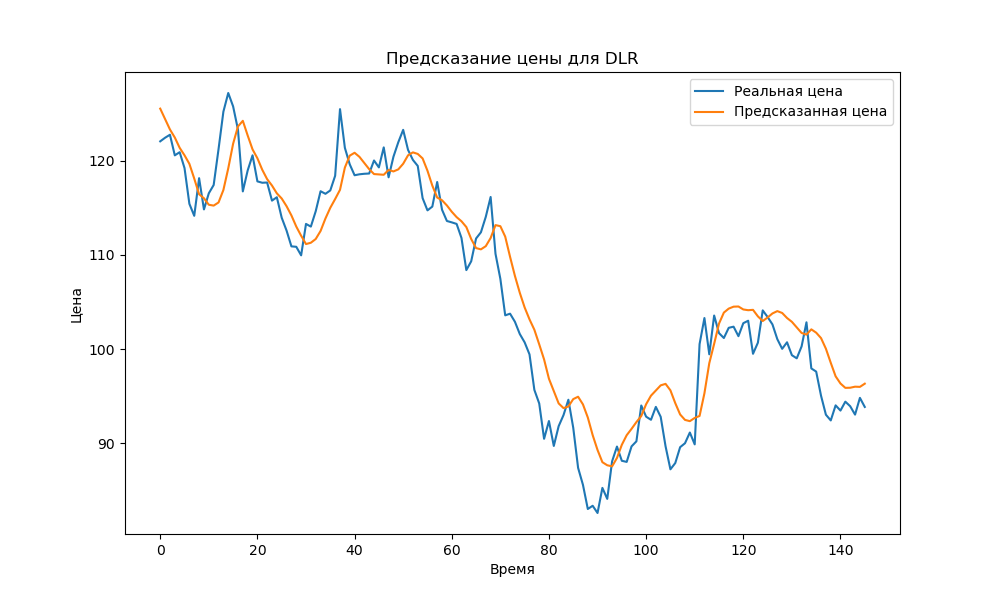 Предсказание цены для DLR
Реальная цена
Предсказанная цена
Цена
120
110
100
90
0 20 40 60 80 100 120 140
Время